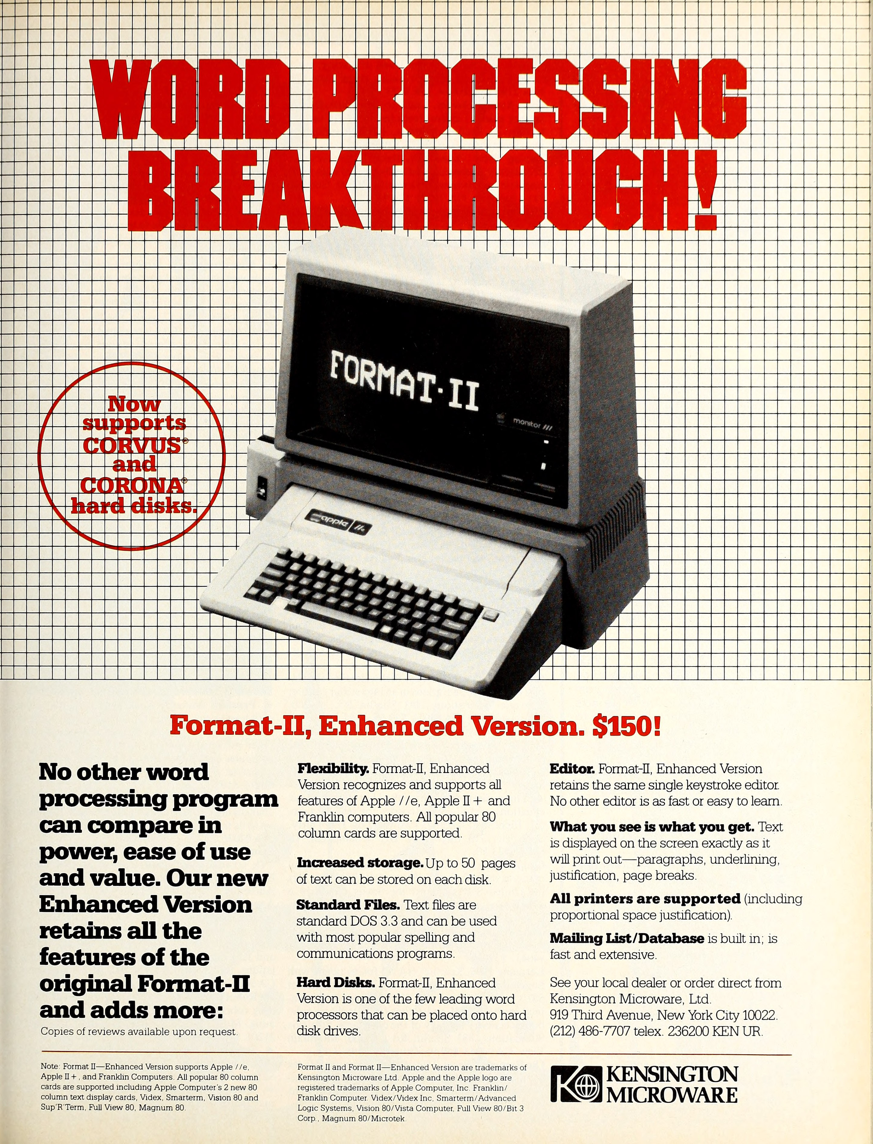 WORD PROCESSING
BREAKTHROUGH!
FORMAT-II
monitor ///
Now
supports
CORVUS®
and
CORONA®
hard disks.
apple //e
Format-II, Enhanced Version. $150!
No other word
processing program
can compare in
power, ease of use
and value. Our new
Enhanced Version
retains all the
features of the
original Format-II
and adds more:
Copies of reviews available upon request.
Flexibility. Format-II, Enhanced
Version recognizes and supports all
features of Apple //e, Apple II + and
Franklin computers. All popular 80
column cards are supported.
Increased storage. Up to 50 pages
of text can be stored on each disk.
Standard Files. Text files are
standard DOS 3.3 and can be used
with most popular spelling and
communications programs.
Hard Disks. Format-II, Enhanced
Version is one of the few leading word
processors that can be placed onto hard
disk drives.
Editor. Format-II, Enhanced Version
retains the same single keystroke editor.
No other editor is as fast or easy to learn.
What you see is what you get. Text
is displayed on the screen exactly as it
will print out—paragraphs, underlining,
justification, page breaks.
All printers are supported (including
proportional space justification).
Mailing List/Database is built in; is
fast and extensive.
See your local dealer or order direct from
Kensington Microware, Ltd.
919 Third Avenue, New York City 10022.
(212) 486-7707 telex. 236200 KEN UR.
Note: Format II—Enhanced Version supports Apple //e,
Apple II +, and Franklin Computers. All popular 80 column
cards are supported including Apple Computer's 2 new 80
column text display cards, Videx, Smarterm, Vision 80 and
Sup'R'Term, Full View 80, Magnum 80.
Format II and Format II—Enhanced Version are trademarks of
Kensington Microware Ltd. Apple and the Apple logo are
registered trademarks of Apple Computer, Inc. Franklin/
Franklin Computer. Videx/Videx Inc, Smarterm/Advanced
Logic Systems, Vision 80/Vista Computer, Full View 80/Bit 3
Corp., Magnum 80/Microtek.
KENSINGTON
MICROWARE